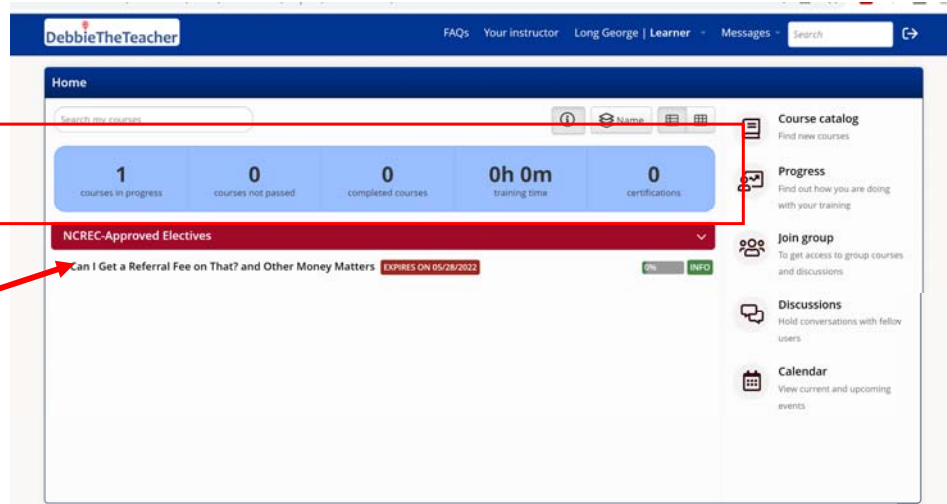 DebbieTheTeacher
FAQs Your instructor Long George | Learner Messages Search
Home
Search my courses
Name
1
courses in progress
0
courses not passed
0
completed courses
0h 0m
training time
0
certifications
NCREC-Approved Electives
Can I Get a Referral Fee on That? and Other Money Matters EXPIRES ON 05/28/2022 0% INFO
Course catalog
Find new courses
Progress
Find out how you are doing
with your training
Join group
To get access to group courses
and discussions
Discussions
Hold conversations with fellow
users
Calendar
View current and upcoming
events